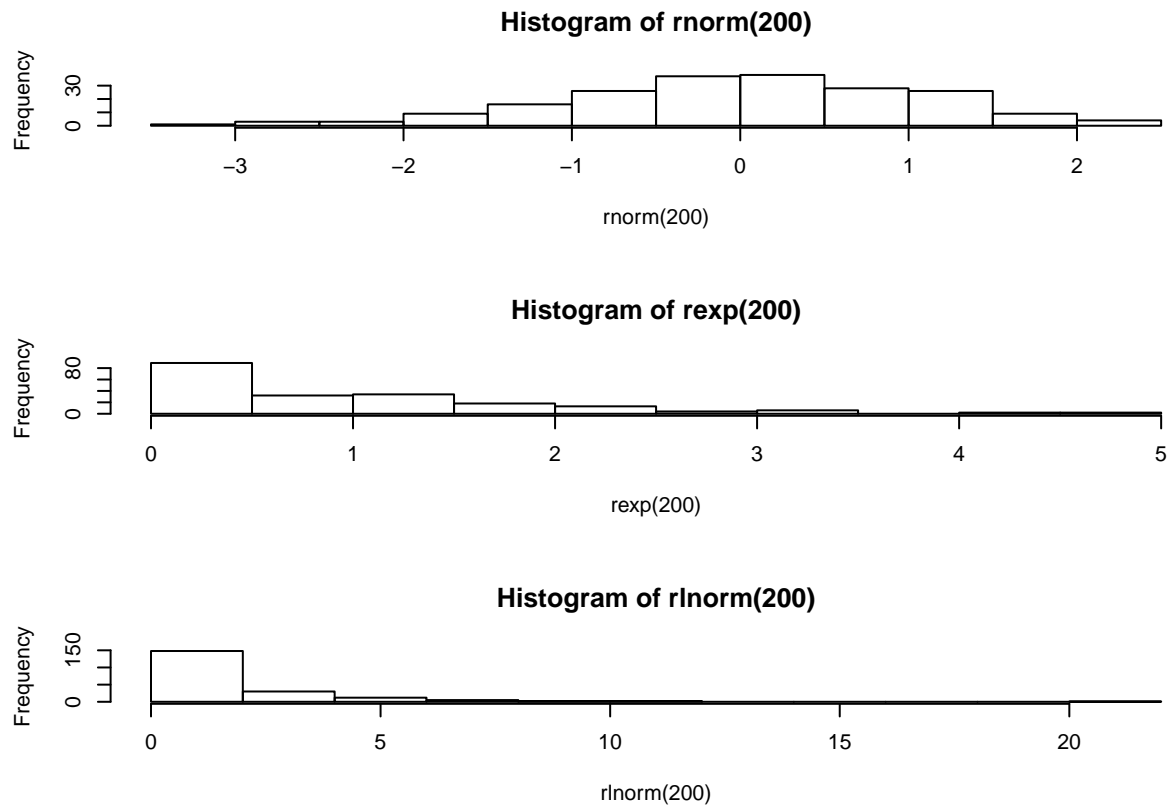 Histogram of rnorm(200)
Frequency
0 30
−3 −2 −1 0 1 2
rnorm(200)
Histogram of rexp(200)
Frequency
0 80
0 1 2 3 4 5
rexp(200)
Histogram of rlnorm(200)
Frequency
0 150
0 5 10 15 20
rlnorm(200)